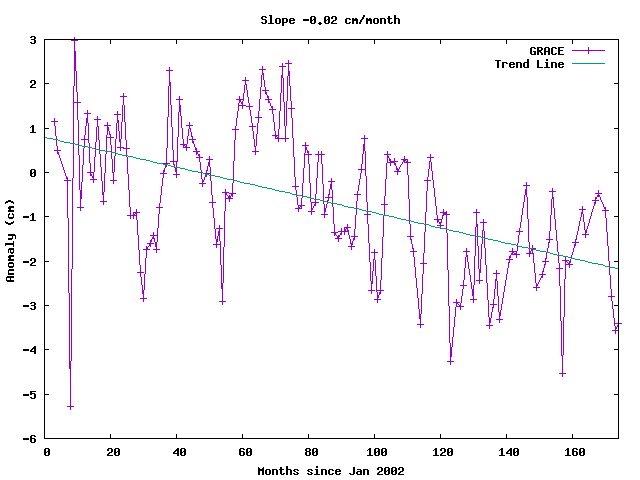 Slope -0.02 cm/month
GRACE
Trend Line
3
2
1
0
-1
-2
-3
-4
-5
-6
Anomaly (cm)
0 20 40 60 80 100 120 140 160
Months since Jan 2002